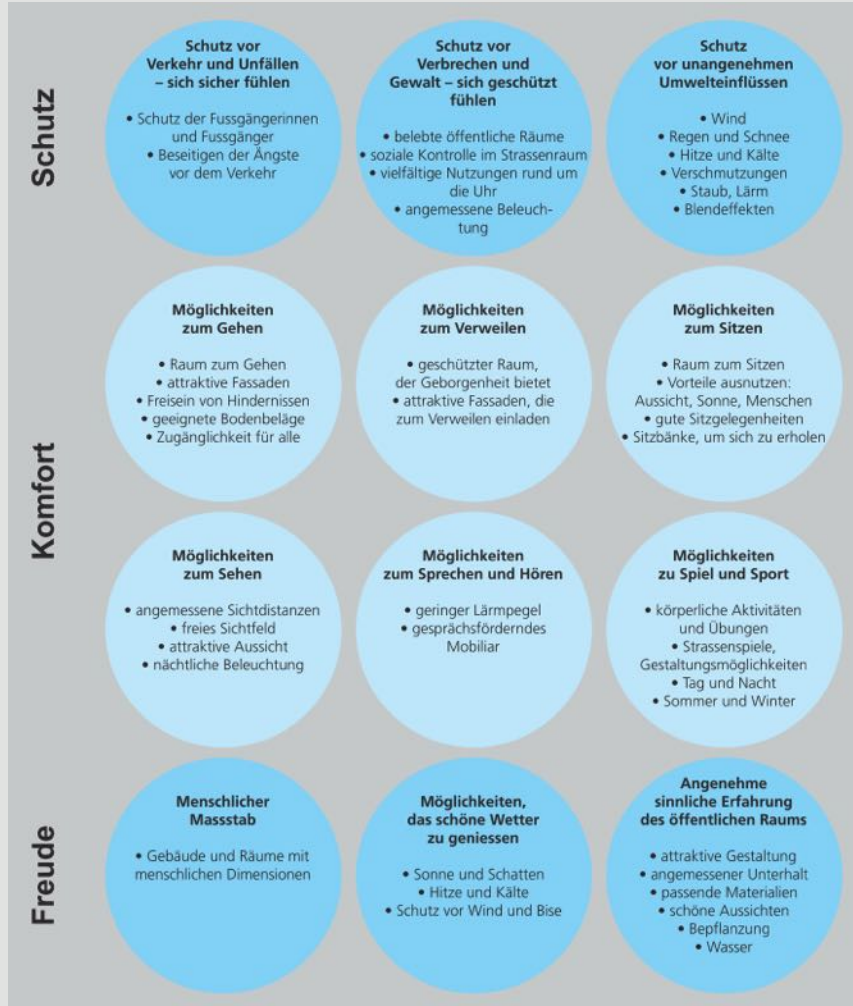 Schutz
Schutz vor
Verkehr und Unfällen
– sich sicher fühlen
• Schutz der Fussgängerinnen
und Fussgänger
• Beseitigen der Ängste
vor dem Verkehr
Schutz vor
Verbrechen und
Gewalt – sich geschützt
fühlen
• belebte öffentliche Räume
• soziale Kontrolle im Strassenraum
• vielfältige Nutzungen rund um
die Uhr
• angemessene Beleuch-
tung
Schutz
vor unangenehmen
Umwelteinflüssen
• Wind
• Regen und Schnee
• Hitze und Kälte
• Verschmutzungen
• Staub, Lärm
• Blendeffekten
Komfort
Möglichkeiten
zum Gehen
• Raum zum Gehen
• attraktive Fassaden
• Freisein von Hindernissen
• geeignete Bodenbeläge
• Zugänglichkeit für alle
Möglichkeiten
zum Verweilen
• geschützter Raum,
der Geborgenheit bietet
• attraktive Fassaden, die
zum Verweilen einladen
Möglichkeiten
zum Sitzen
• Raum zum Sitzen
• Vorteile ausnutzen:
Aussicht, Sonne, Menschen
• gute Sitzgelegenheiten
• Sitzbänke, um sich zu erholen
Möglichkeiten
zum Sehen
• angemessene Sichtdistanzen
• freies Sichtfeld
• attraktive Aussicht
• nächtliche Beleuchtung
Möglichkeiten
zum Sprechen und Hören
• geringer Lärmpegel
• gesprächsförderndes
Mobiliar
Möglichkeiten
zu Spiel und Sport
• körperliche Aktivitäten
und Übungen
• Strassenspiele,
Gestaltungsmöglichkeiten
• Tag und Nacht
• Sommer und Winter
Freude
Menschlicher
Massstab
• Gebäude und Räume mit
menschlichen Dimensionen
Möglichkeiten,
das schöne Wetter
zu geniessen
• Sonne und Schatten
• Hitze und Kälte
• Schutz vor Wind und Bise
Angenehme
sinnliche Erfahrung
des öffentlichen Raums
• attraktive Gestaltung
• angemessener Unterhalt
• passende Materialien
• schöne Aussichten
• Bepflanzung
• Wasser